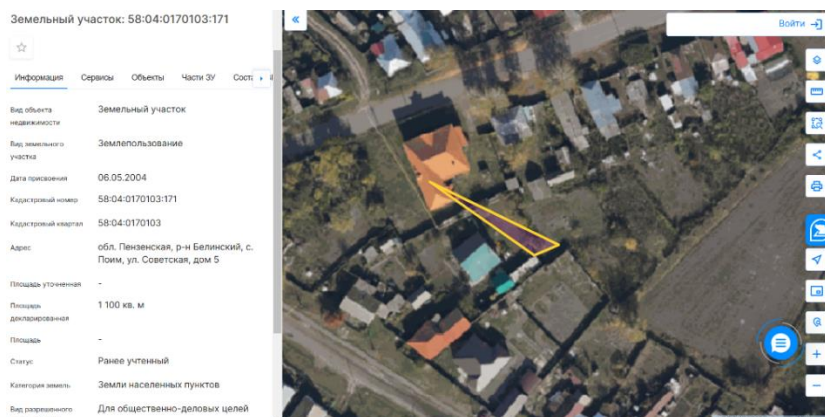 Земельный участок: 58:04:0170103:171
Войти
Информация Сервисы Объекты Части ЗУ
Вид объекта недвижимости Земельный участок
Вид земельного участка Землепользование
Дата присвоения 06.05.2004
Кадастровый номер 58:04:0170103:171
Кадастровый квартал 58:04:0170103
Адрес обл. Пензенская, р-н Белинский, с.
Поим, ул. Советская, дом 5
Площадь уточненная -
Площадь декларированная 1 100 кв. м
Площадь -
Статус Ранее учтенный
Категория земель Земли населенных пунктов
Вид разрешенного Для общественно-деловых целей